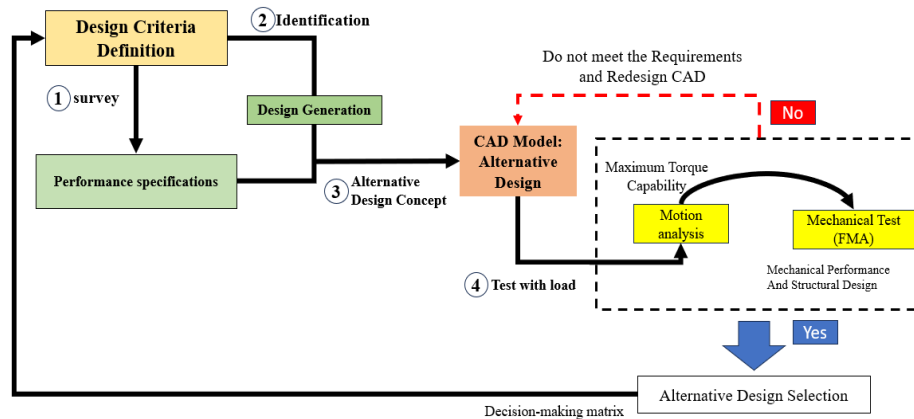 Design Criteria
Definition
2 Identification
1 survey
Design Generation
Performance specifications
3 Alternative
Design Concept
Do not meet the Requirements
and Redesign CAD
No
CAD Model:
Alternative
Design
Maximum Torque
Capability
Motion
analysis
Mechanical Test
(FMA)
4 Test with load
Mechanical Performance
And Structural Design
Yes
Alternative Design Selection
Decision-making matrix